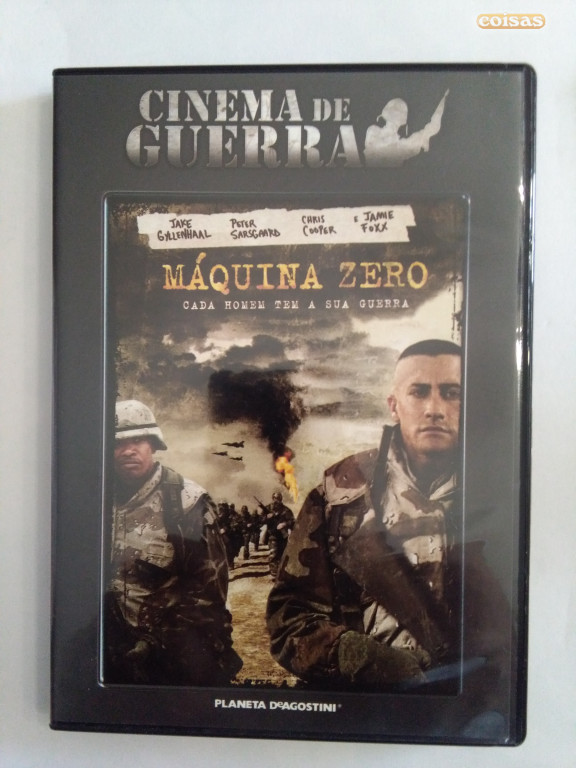 coisas
CINEMA DE
GUERRA
JAKE GYLLENHAAL PETER SARSGAARD CHRIS COOPER E JAMIE FOXX
MÁQUINA ZERO
CADA HOMEM TEM A SUA GUERRA
PLANETA DeAGOSTINI®